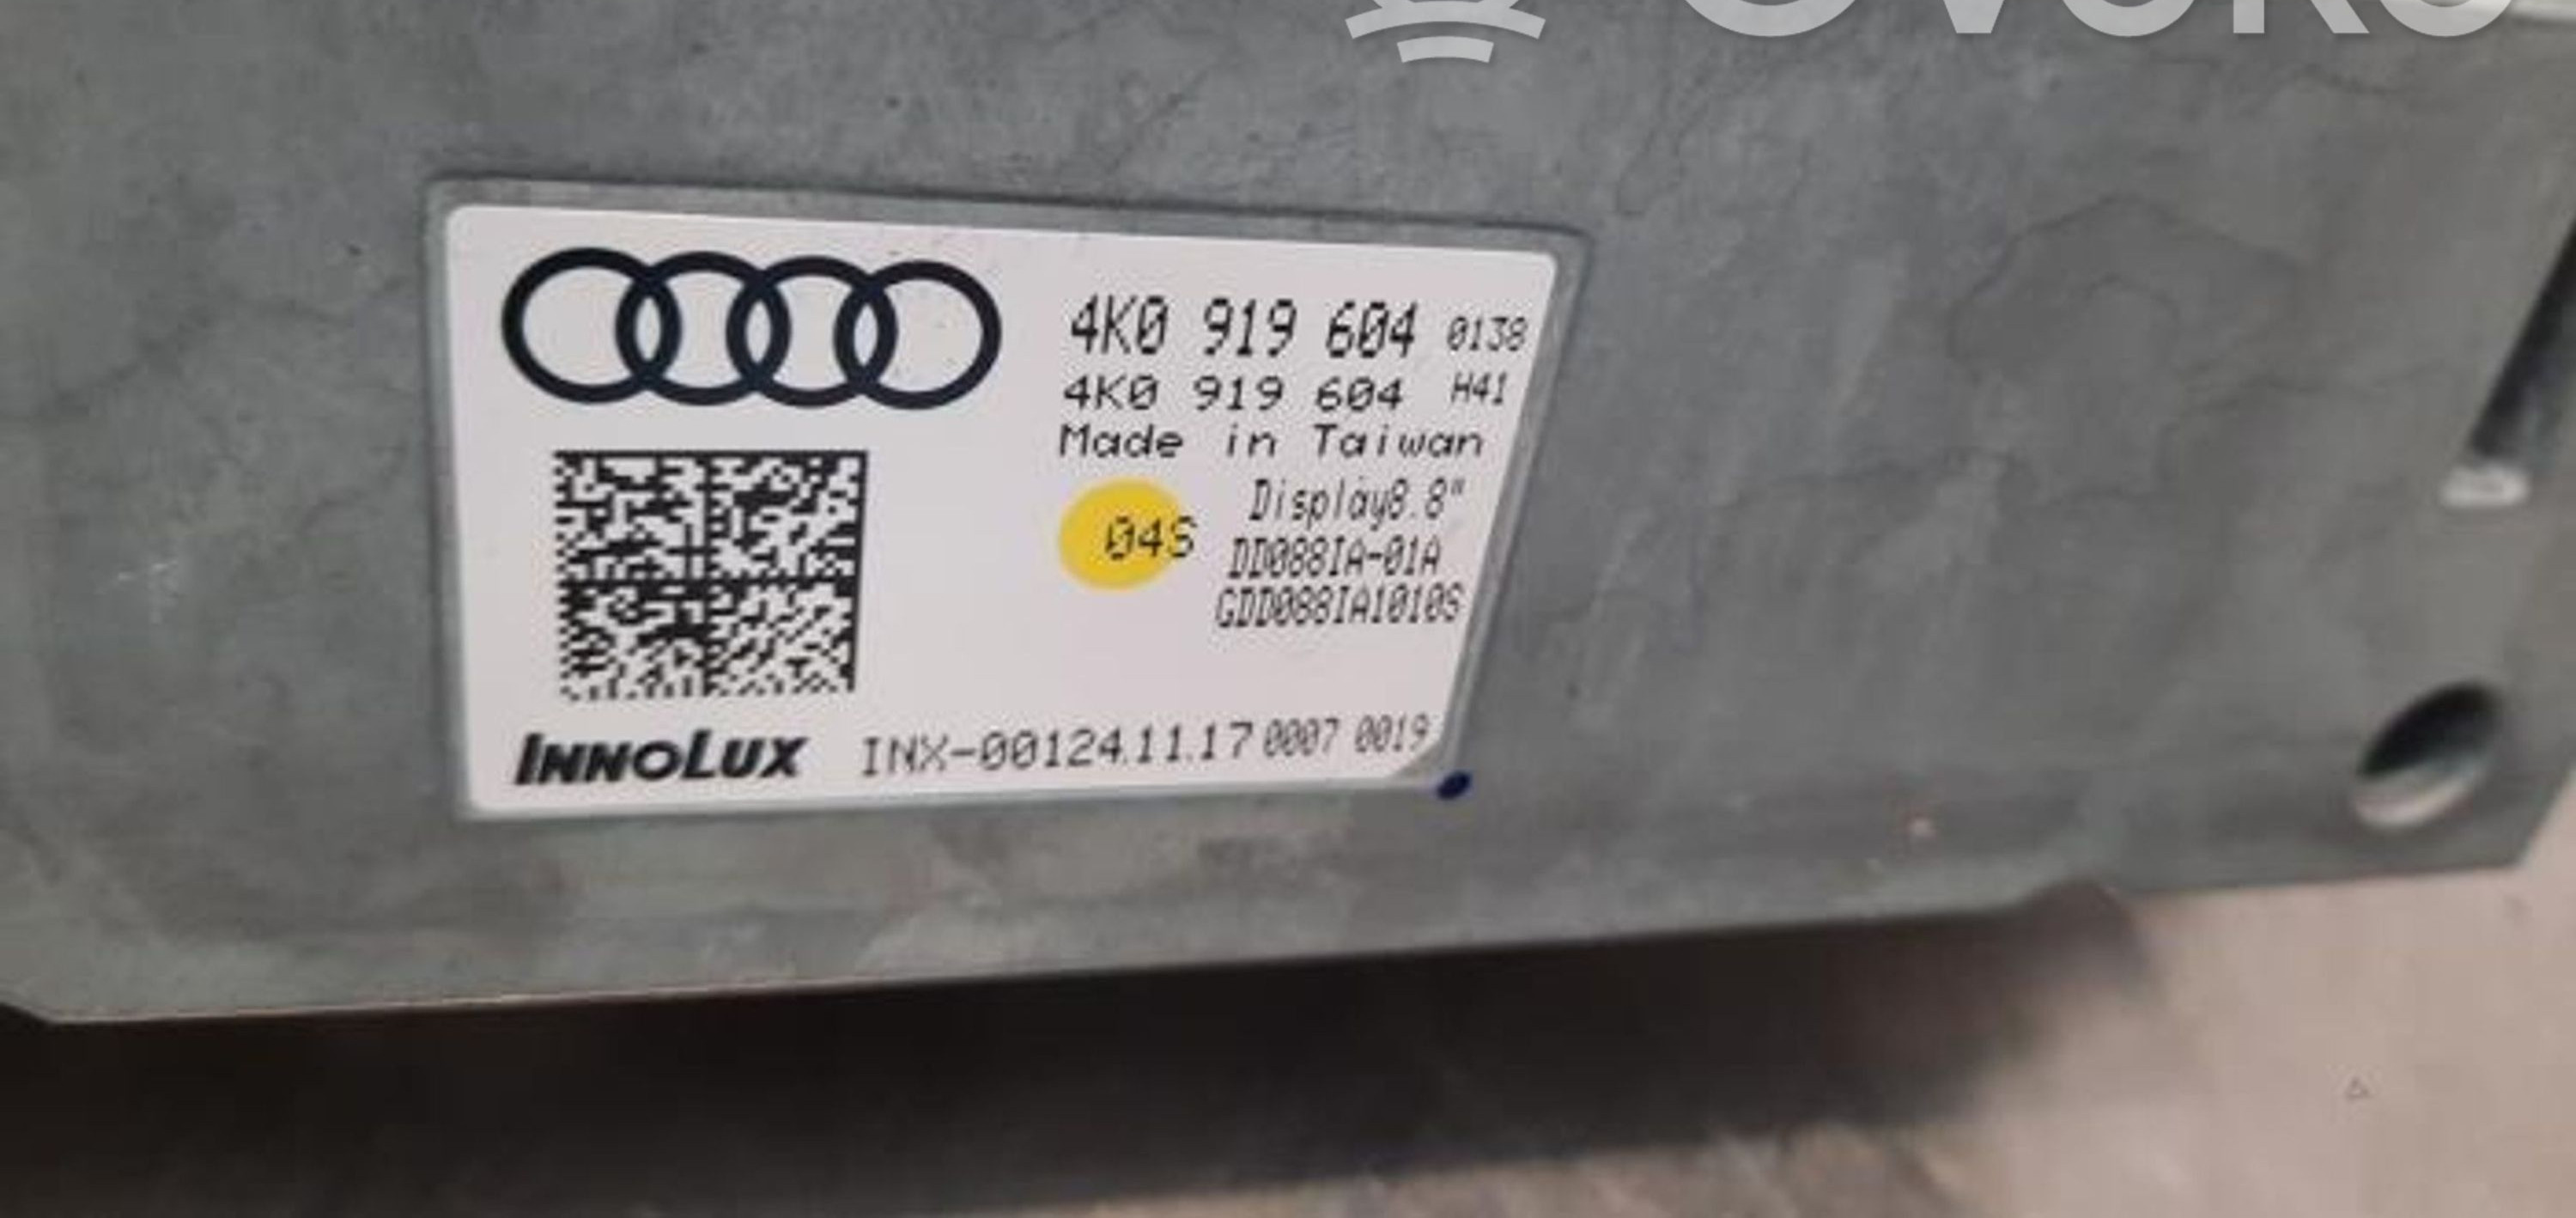 4K0 919 604 0138
4K0 919 604 H41
Made in Taiwan
04S
Display8.8"
DD088IA-01A
GDD088IA1010S
INNOLUX INX-00124.11.17 0007 0019